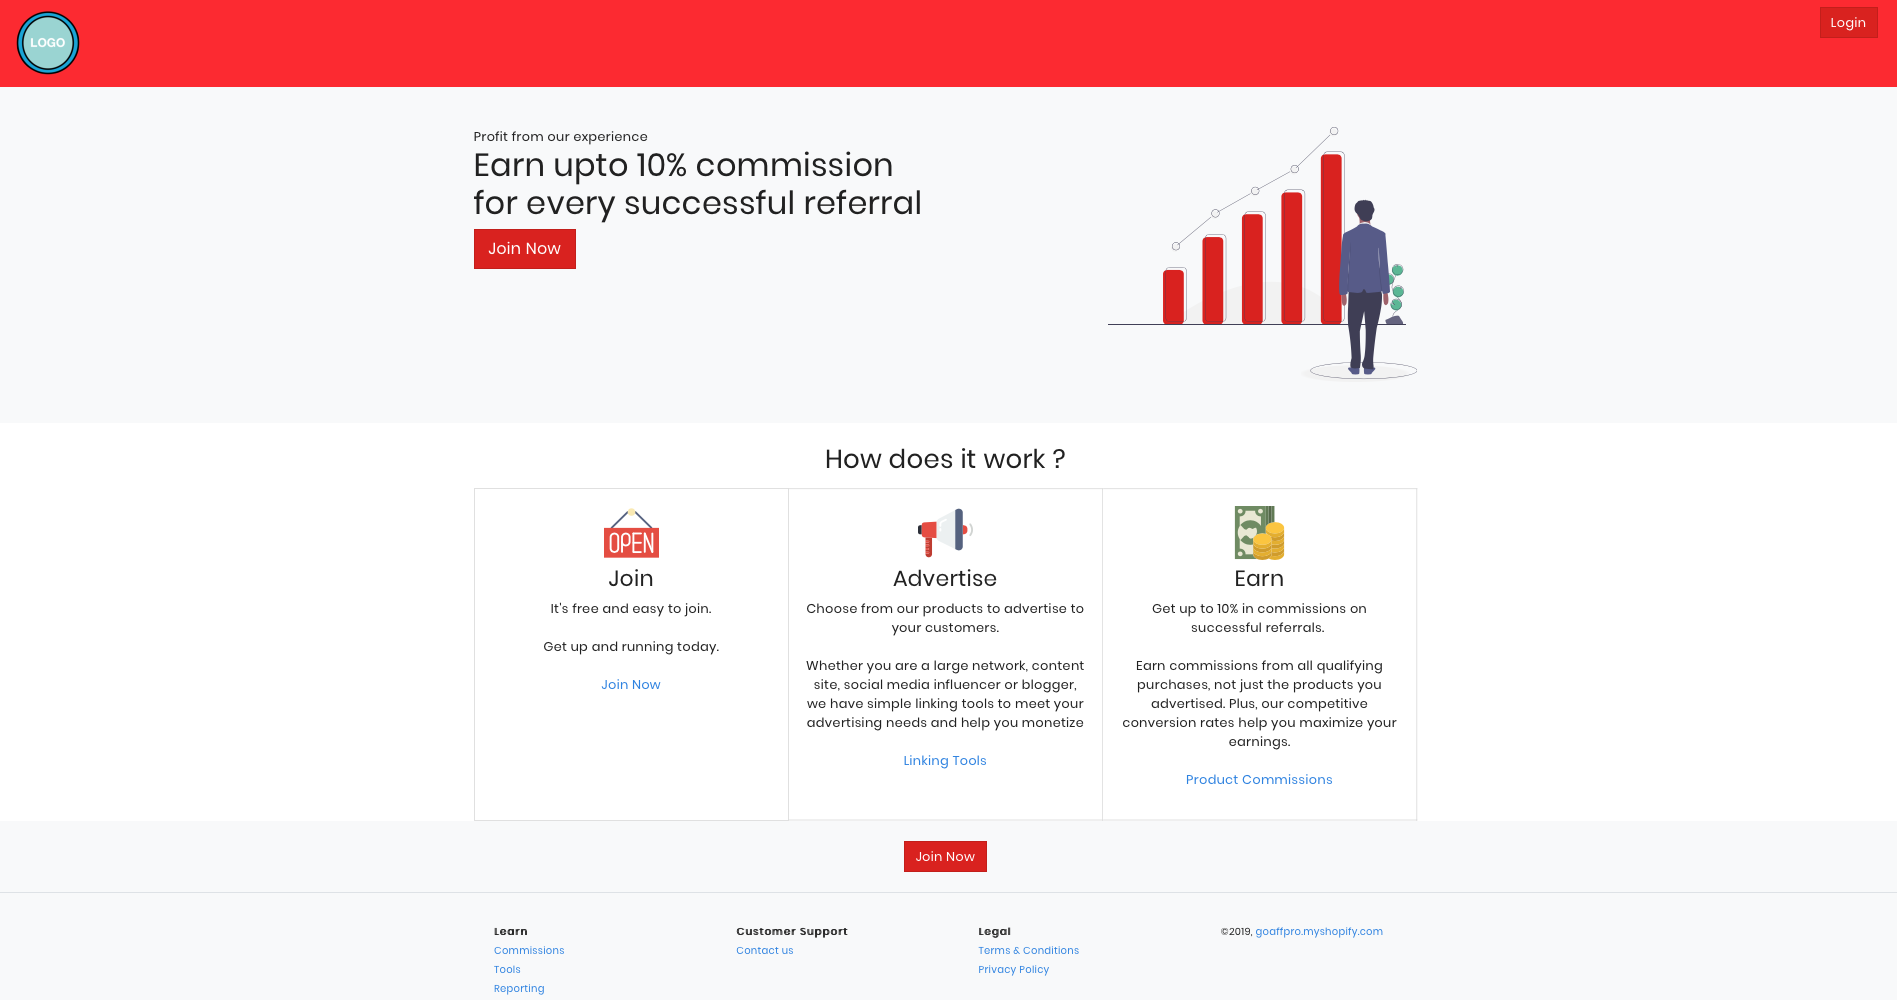 LOGO
Login
Profit from our experience
Earn upto 10% commission
for every successful referral
Join Now
How does it work ?
OPEN
Join
It's free and easy to join.
Get up and running today.
Join Now
Advertise
Choose from our products to advertise to
your customers.
Whether you are a large network, content
site, social media influencer or blogger,
we have simple linking tools to meet your
advertising needs and help you monetize
Linking Tools
Earn
Get up to 10% in commissions on
successful referrals.
Earn commissions from all qualifying
purchases, not just the products you
advertised. Plus, our competitive
conversion rates help you maximize your
earnings.
Product Commissions
Join Now
Learn
Commissions
Tools
Reporting
Customer Support
Contact us
Legal
Terms & Conditions
Privacy Policy
©2019, goaffpro.myshopify.com